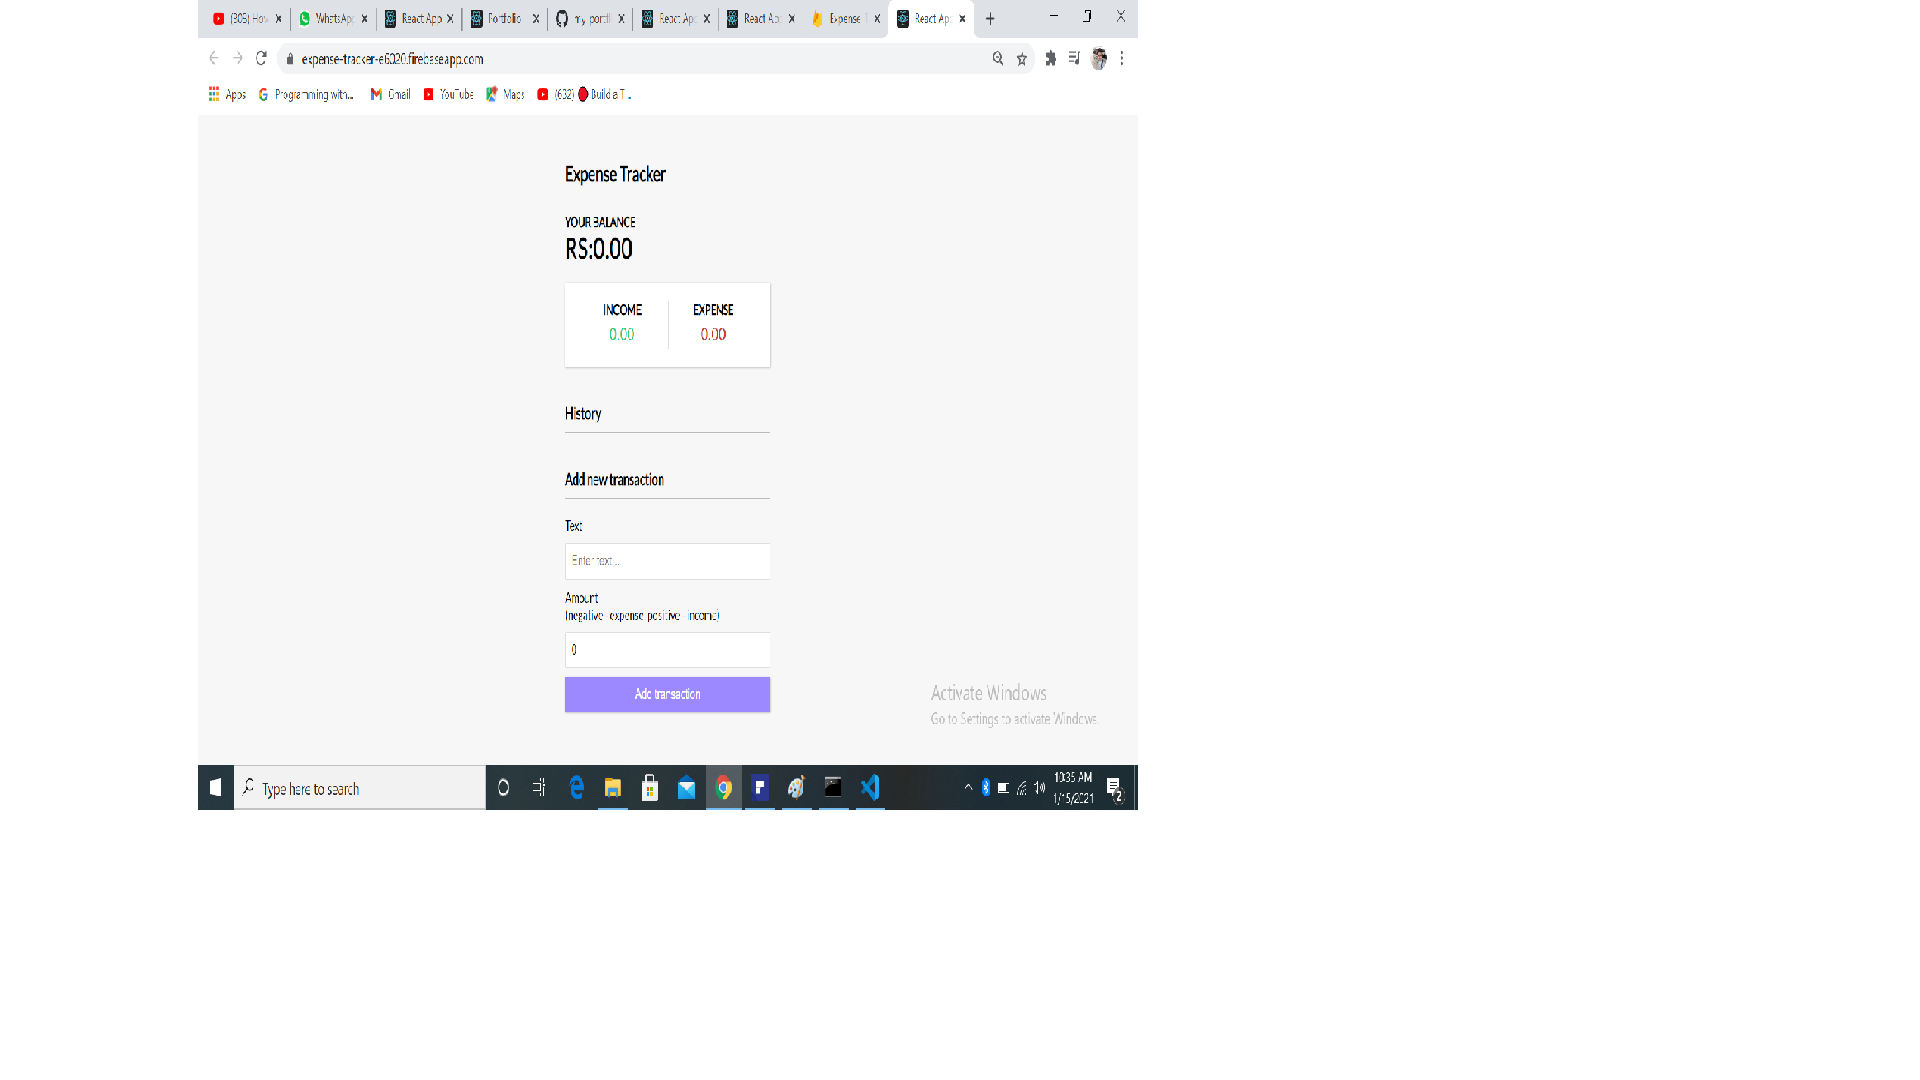 (305) How
WhatsApp
React App
Portfolio
my-portf
React App
React App
Expense T
React App
expense-tracker-e6020.firebaseapp.com
Apps
Programming with...
Gmail
YouTube
Maps
(632) Build a T...
Expense Tracker
YOUR BALANCE
RS:0.00
INCOME
EXPENSE
0.00
0.00
History
Add new transaction
Text
Enter text...
Amount
(negative - expense, positive - income)
0
Add transaction
Activate Windows
Go to Settings to activate Windows.
Type here to search
10:35 AM
1/15/2021
2